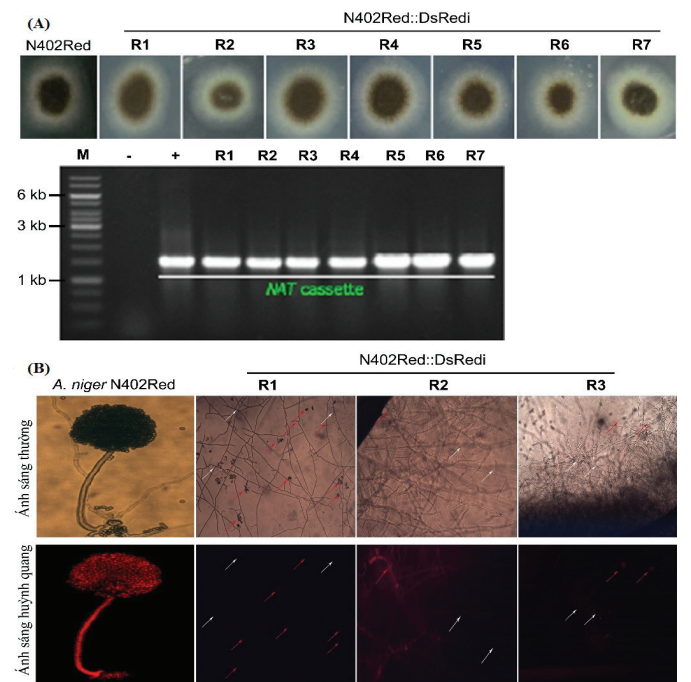 (A)
N402Red::DsRedi
N402Red R1 R2 R3 R4 R5 R6 R7
M - + R1 R2 R3 R4 R5 R6 R7
6 kb
3 kb
1 kb
NAT cassette
(B)
N402Red::DsRedi
A. niger N402Red R1 R2 R3
Ánh sáng thường
Ánh sáng huỳnh quang